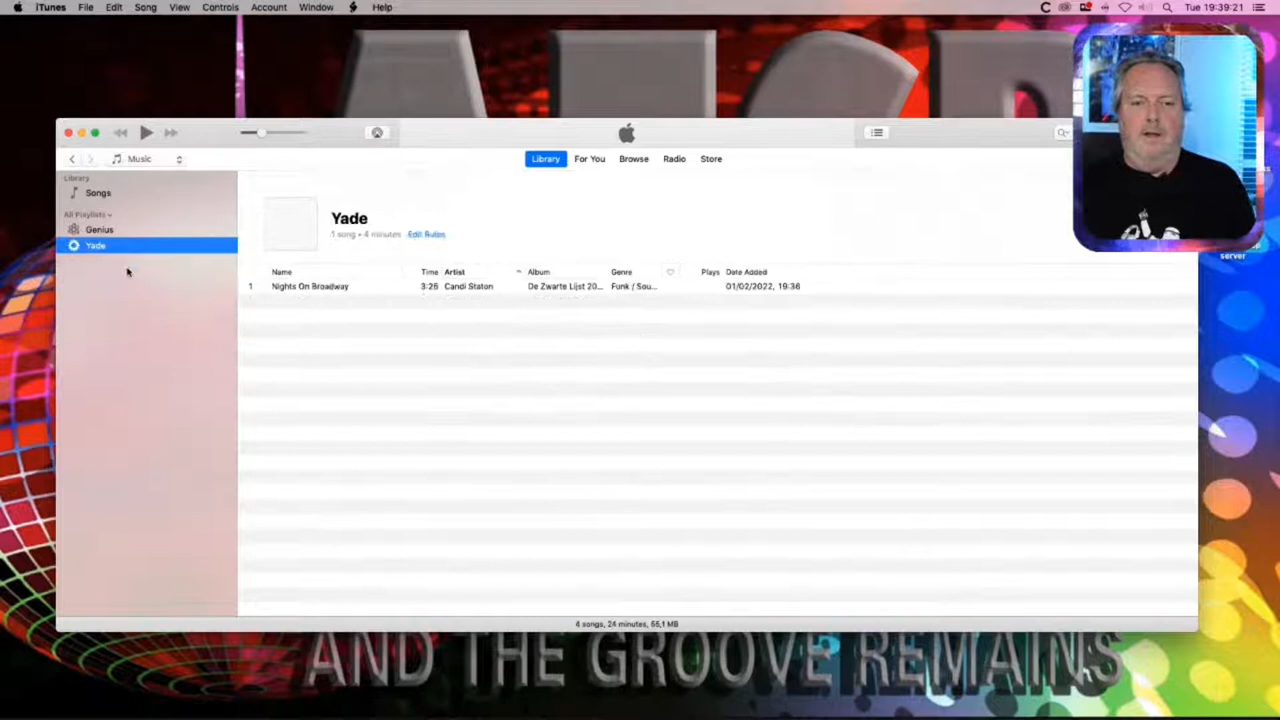 iTunes File Edit Song View Controls Account Window Help Tue 19:39:21
Music
Library For You Browse Radio Store
Library
Songs
All Playlists
Genius
Yade
Yade
1 song • 4 minutes Edit Rules
Name Time Artist Album Genre Plays Date Added
1 Nights On Broadway 3:26 Candi Staton De Zwarte Lijst 20... Funk / Sou... 01/02/2022, 19:36
4 songs, 24 minutes, 66,1 MB
server
AND THE GROOVE REMAINS